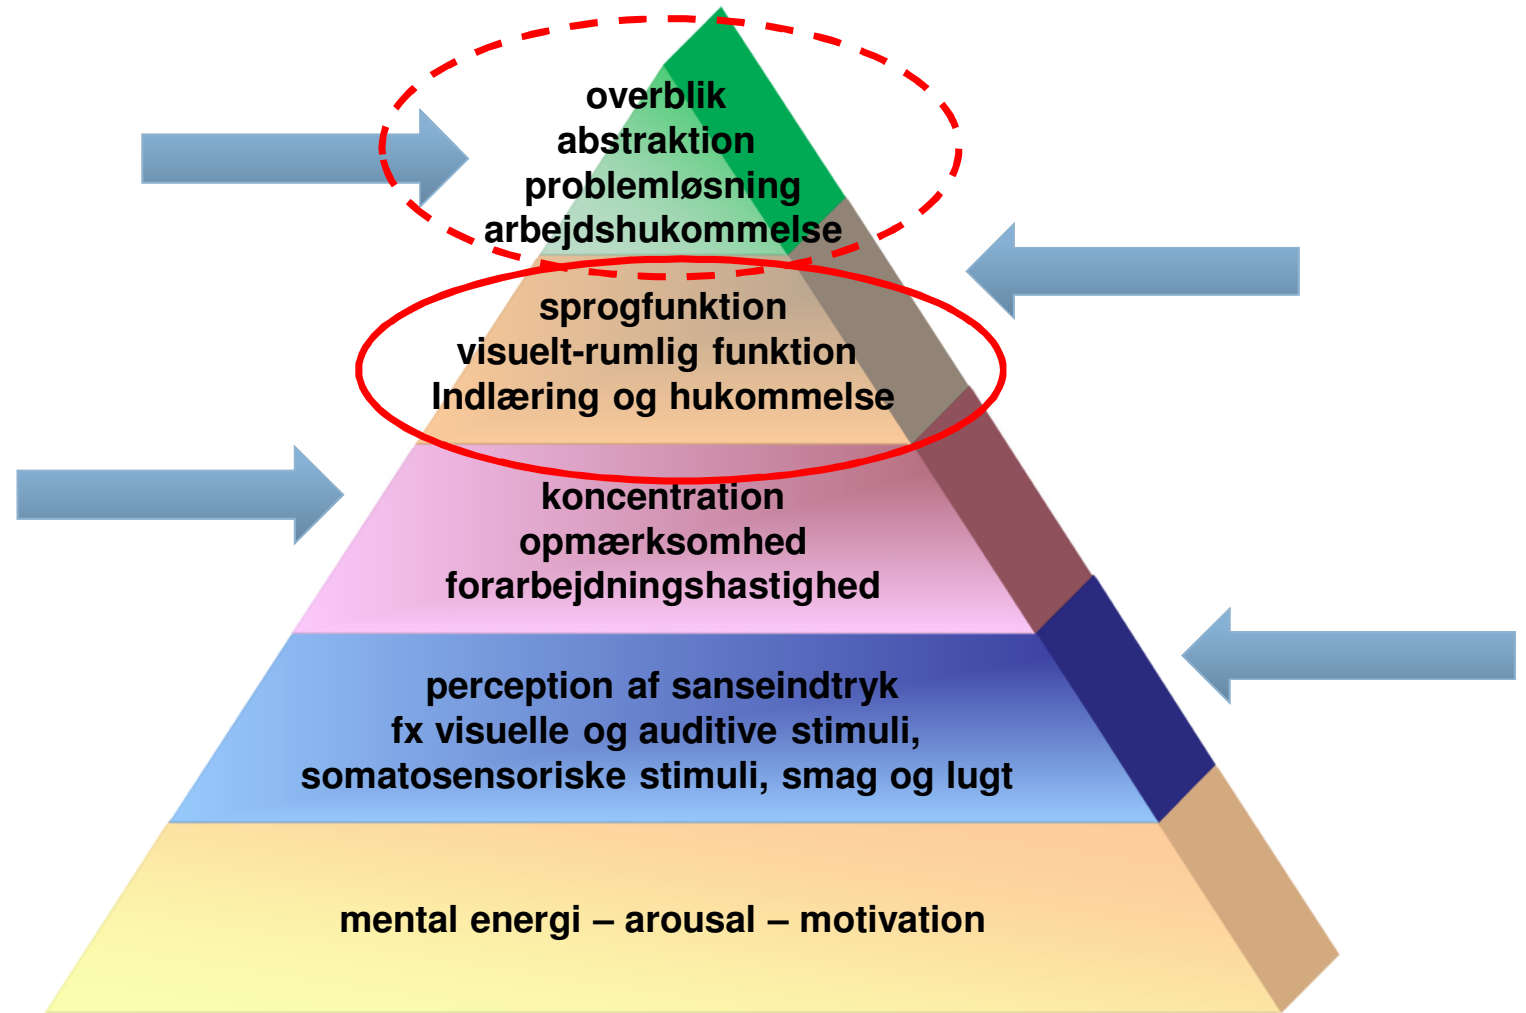 overblik
abstraktion
problemløsning
arbejdshukommelse
sprogfunktion
visuelt-rumlig funktion
Indlæring og hukommelse
koncentration
opmærksomhed
forarbejdningshastighed
perception af sanseindtryk
fx visuelle og auditive stimuli,
somatosensoriske stimuli, smag og lugt
mental energi – arousal – motivation